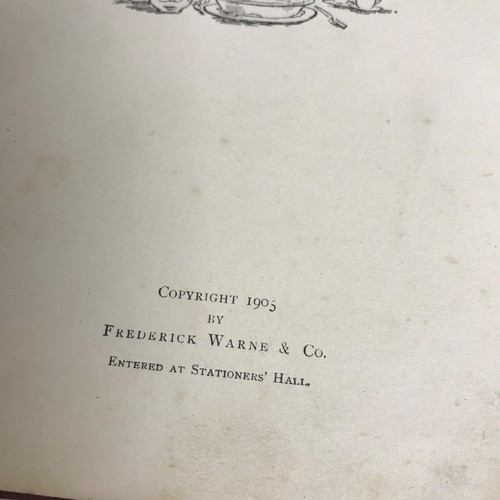 Copyright 1905
by
Frederick Warne & Co.
Entered at Stationers' Hall.